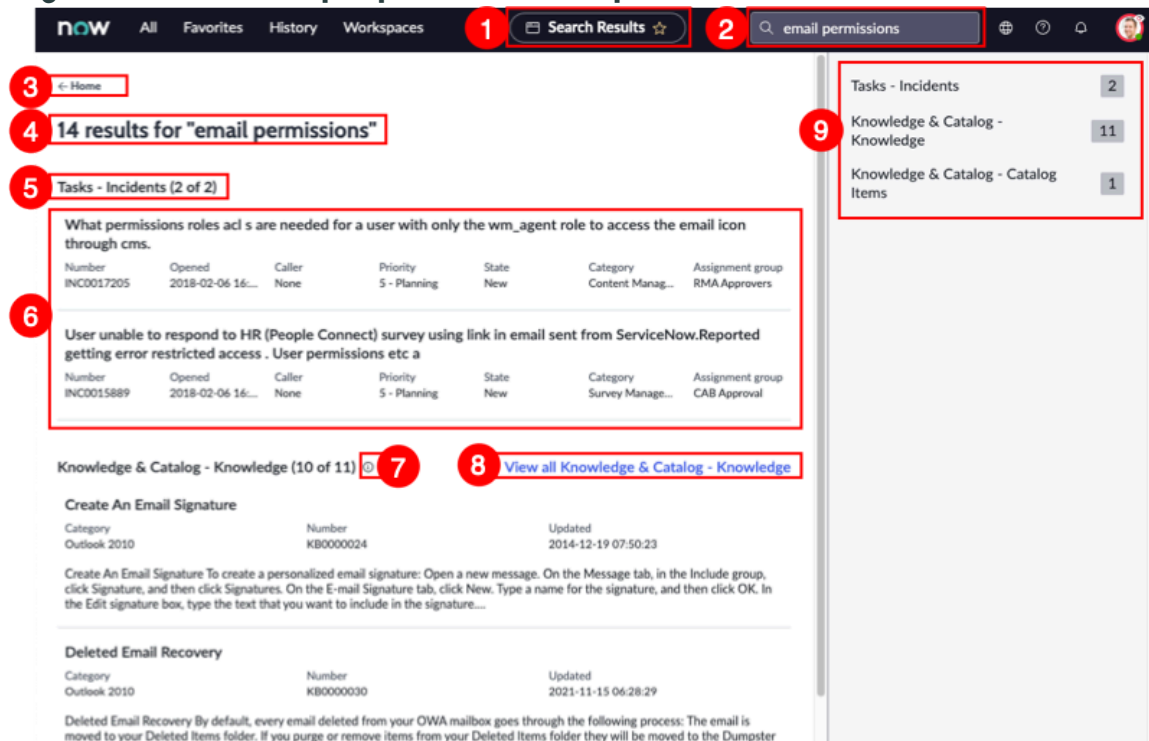 now All Favorites History Workspaces 1 Search Results 2 email permissions
3 ← Home
4 14 results for "email permissions"
5 Tasks - Incidents (2 of 2)
6
What permissions roles acl s are needed for a user with only the wm_agent role to access the email icon
through cms.
Number Opened Caller Priority State Category Assignment group
INC0017205 2018-02-06 16:... None 5 - Planning New Content Manag... RMA Approvers
User unable to respond to HR (People Connect) survey using link in email sent from ServiceNow.Reported
getting error restricted access . User permissions etc a
Number Opened Caller Priority State Category Assignment group
INC0015889 2018-02-06 16:... None 5 - Planning New Survey Manage... CAB Approval
Knowledge & Catalog - Knowledge (10 of 11) 7 8 View all Knowledge & Catalog - Knowledge
Create An Email Signature
Category Number Updated
Outlook 2010 KB0000024 2014-12-19 07:50:23
Create An Email Signature To create a personalized email signature: Open a new message. On the Message tab, in the Include group,
click Signature, and then click Signatures. On the E-mail Signature tab, click New. Type a name for the signature, and then click OK. In
the Edit signature box, type the text that you want to include in the signature....
Deleted Email Recovery
Category Number Updated
Outlook 2010 KB0000030 2021-11-15 06:28:29
Deleted Email Recovery By default, every email deleted from your OWA mailbox goes through the following process: The email is
moved to your Deleted Items folder. If you purge or remove items from your Deleted Items folder they will be moved to the Dumpster
9
Tasks - Incidents 2
Knowledge & Catalog -
Knowledge 11
Knowledge & Catalog - Catalog
Items 1